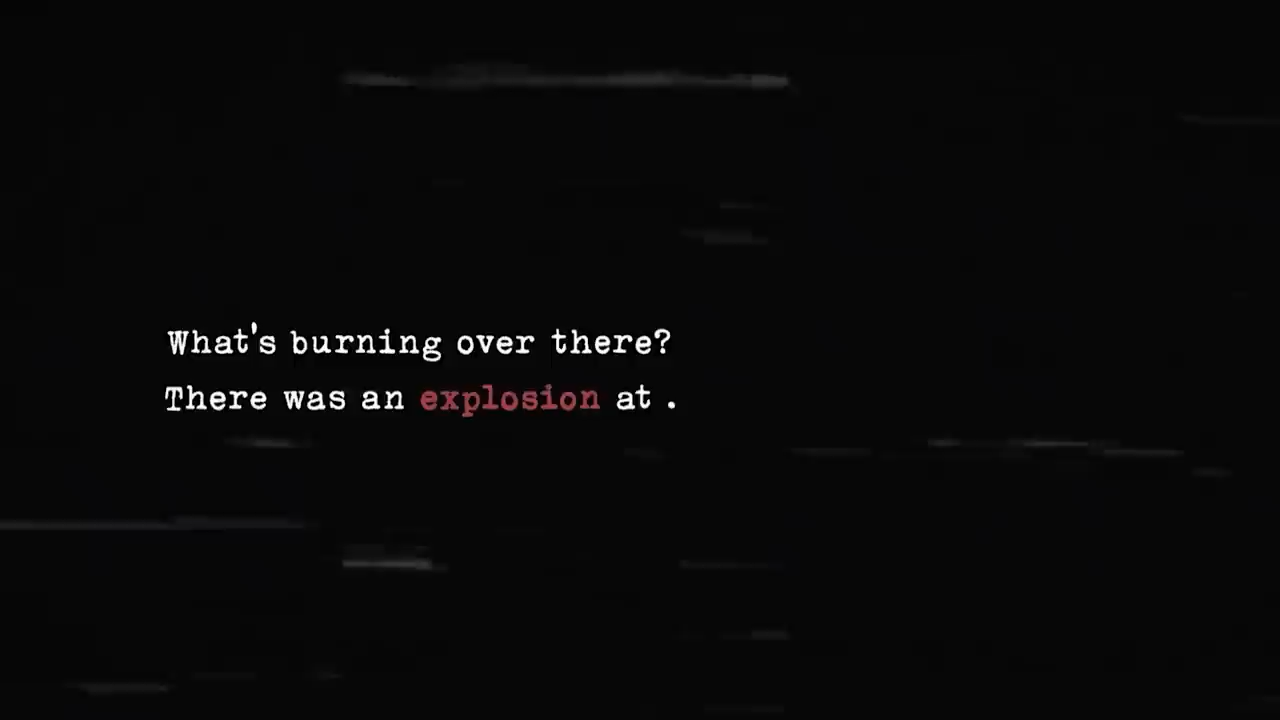 What's burning over there?
There was an explosion at .